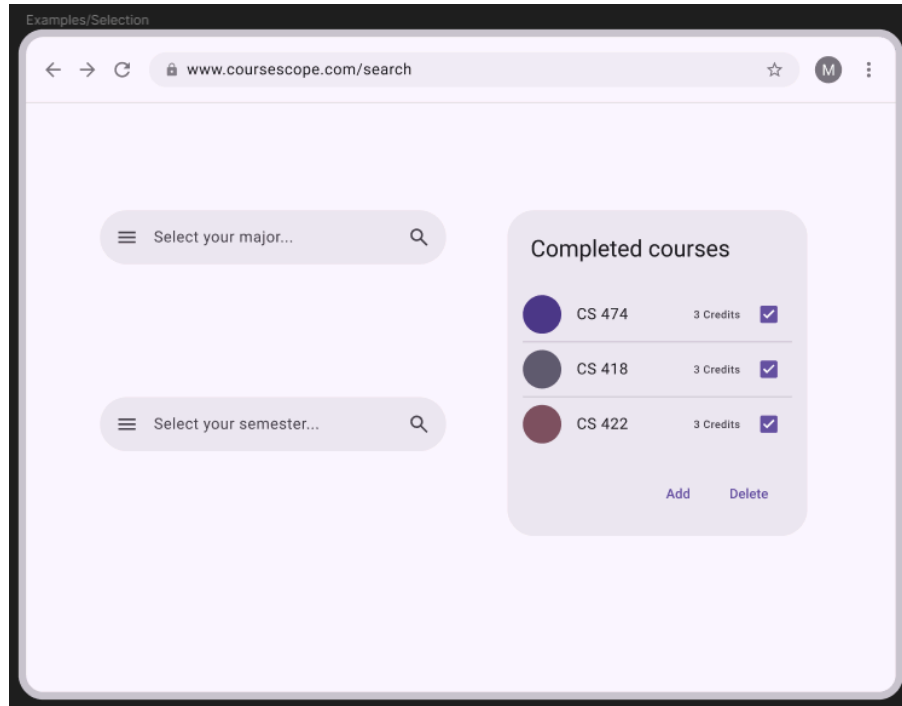 Examples/Selection
www.coursescope.com/search
M
Select your major...
Select your semester...
Completed courses
CS 474 3 Credits
CS 418 3 Credits
CS 422 3 Credits
Add Delete